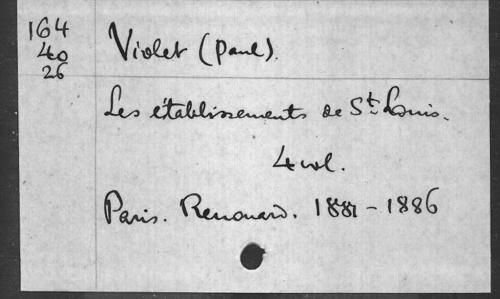 164
40
26
Violet (Paul).
Les établissements de St. Louis.
4 vol.
Paris. Renouard. 1881-1886